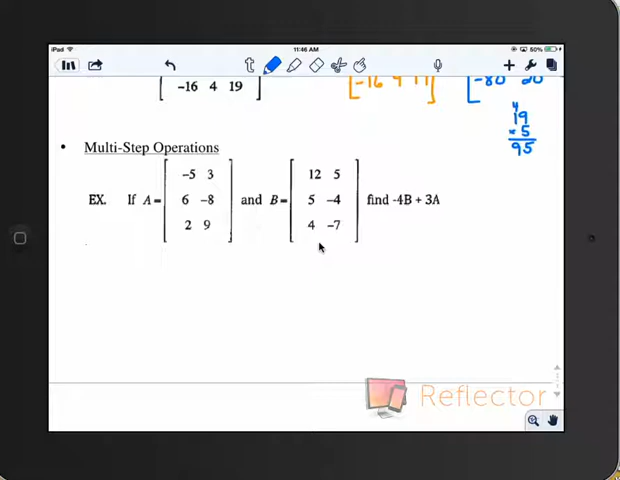 iPad 11:46 AM 50%
t
-16 4 19
-16 4
-80 20
4
19
×5
95
• Multi-Step Operations
-5 3 12 5
EX. If A= 6 -8 and B= 5 -4 find -4B + 3A
2 9 4 -7
Reflector